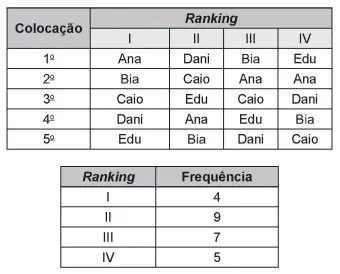 Colocação Ranking
I II III IV
1º Ana Dani Bia Edu
2º Bia Caio Ana Ana
3º Caio Edu Caio Dani
4º Dani Ana Edu Bia
5º Edu Bia Dani Caio
Ranking Frequência
I 4
II 9
III 7
IV 5